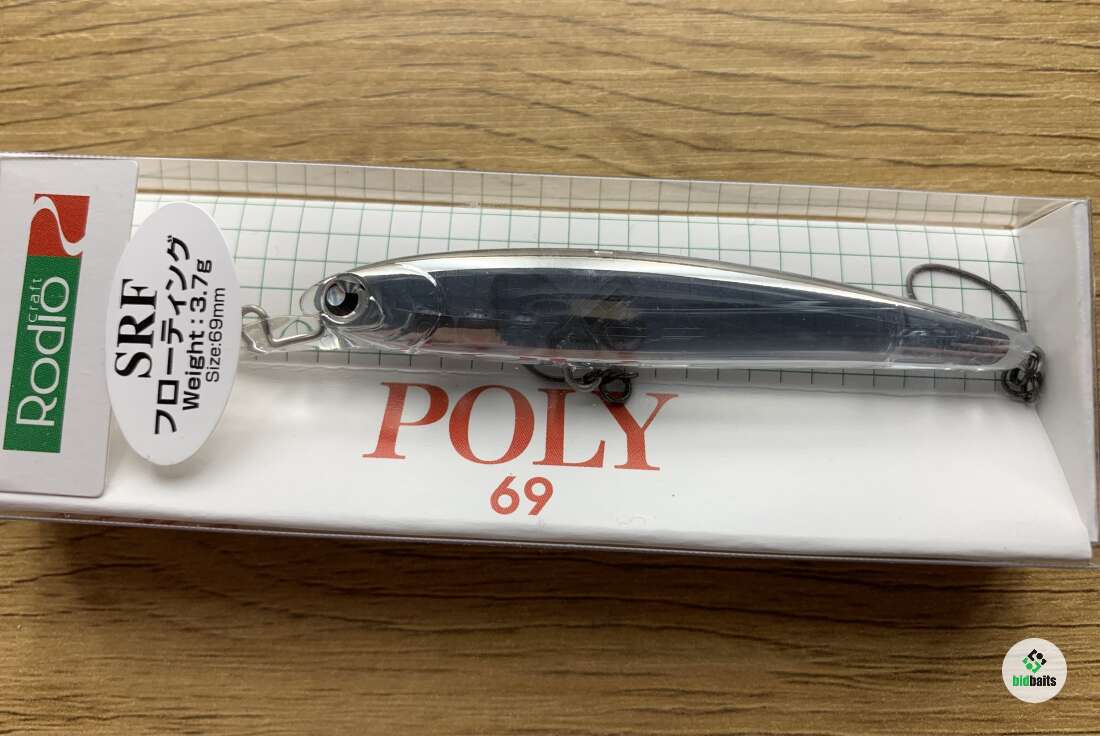 Rodio
craft
SRF
フローティング
Weight：3.7g
Size:69mm
POLY
69
bidbaits